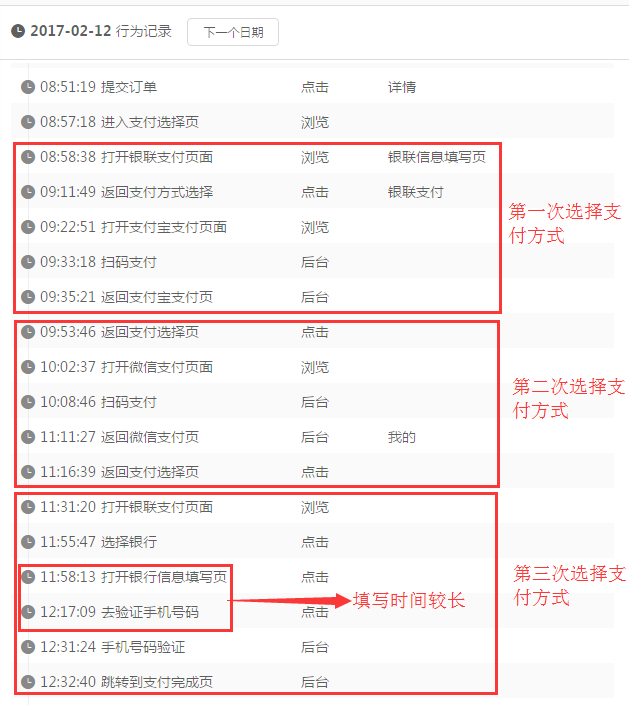 2017-02-12 行为记录 下一个日期
08:51:19 提交订单 点击 详情
08:57:18 进入支付选择页 浏览
08:58:38 打开银联支付页面 浏览 银联信息填写页
09:11:49 返回支付方式选择 点击 银联支付
09:22:51 打开支付宝支付页面 浏览
09:33:18 扫码支付 后台
09:35:21 返回支付宝支付页 后台
第一次选择支
付方式
09:53:46 返回支付选择页 点击
10:02:37 打开微信支付页面 浏览
10:08:46 扫码支付 后台
11:11:27 返回微信支付页 后台 我的
11:16:39 返回支付选择页 点击
第二次选择支
付方式
11:31:20 打开银联支付页面 浏览
11:55:47 选择银行 点击
11:58:13 打开银行信息填写页 点击
12:17:09 去验证手机号码 点击
填写时间较长
12:31:24 手机号码验证 后台
12:32:40 跳转到支付完成页 后台
第三次选择支
付方式